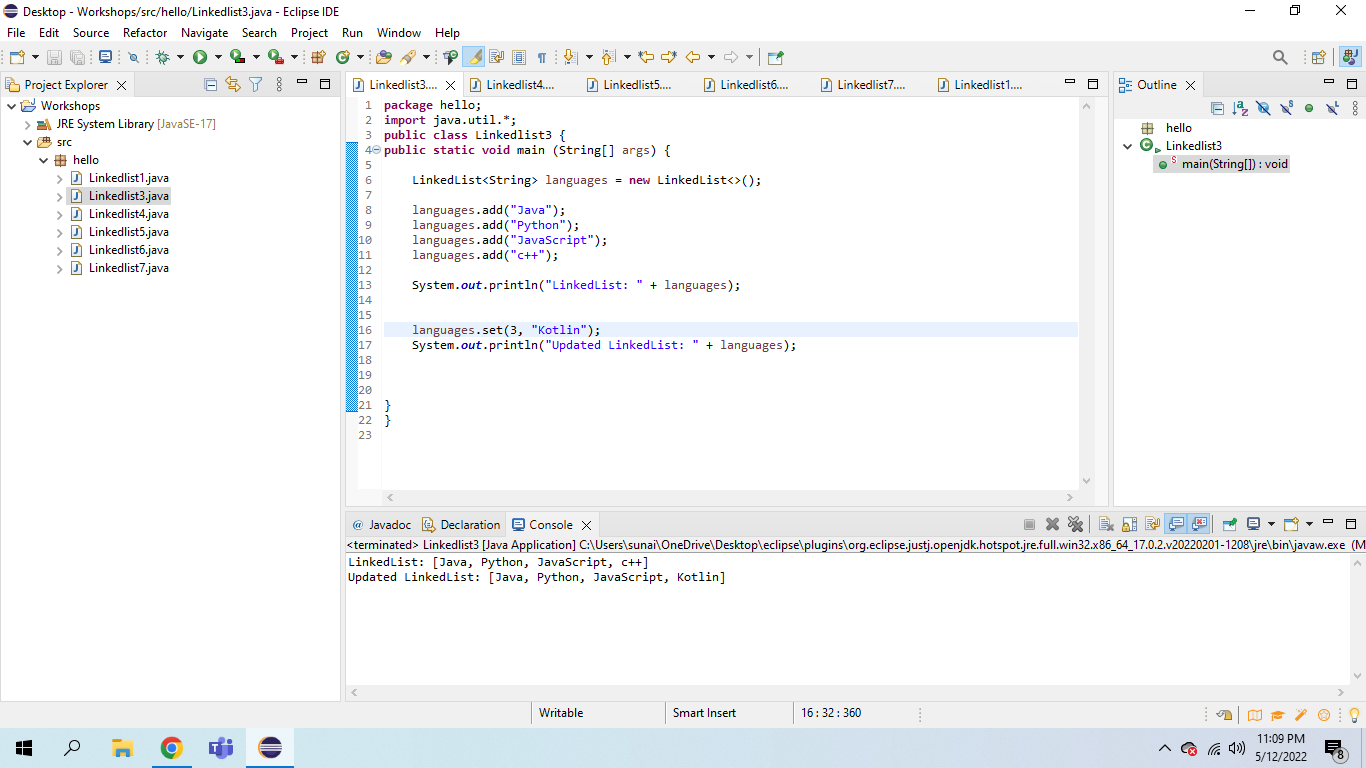 Desktop - Workshops/src/hello/Linkedlist3.java - Eclipse IDE
File Edit Source Refactor Navigate Search Project Run Window Help
Project Explorer
Workshops
JRE System Library [JavaSE-17]
src
hello
Linkedlist1.java
Linkedlist3.java
Linkedlist4.java
Linkedlist5.java
Linkedlist6.java
Linkedlist7.java
Linkedlist3.... Linkedlist4.... Linkedlist5.... Linkedlist6.... Linkedlist7.... Linkedlist1....
1 package hello;
2 import java.util.*;
3 public class Linkedlist3 {
4 public static void main (String[] args) {
5
6 LinkedList<String> languages = new LinkedList<>();
7
8 languages.add("Java");
9 languages.add("Python");
10 languages.add("JavaScript");
11 languages.add("c++");
12
13 System.out.println("LinkedList: " + languages);
14
15
16 languages.set(3, "Kotlin");
17 System.out.println("Updated LinkedList: " + languages);
18
19
20
21 }
22 }
23
Outline
hello
Linkedlist3
main(String[]) : void
Javadoc Declaration Console
<terminated> Linkedlist3 [Java Application] C:\Users\sunai\OneDrive\Desktop\eclipse\plugins\org.eclipse.justj.openjdk.hotspot.jre.full.win32.x86_64_17.0.2.v20220201-1208\jre\bin\javaw.exe (M
LinkedList: [Java, Python, JavaScript, c++]
Updated LinkedList: [Java, Python, JavaScript, Kotlin]
Writable Smart Insert 16 : 32 : 360
11:09 PM
5/12/2022
8